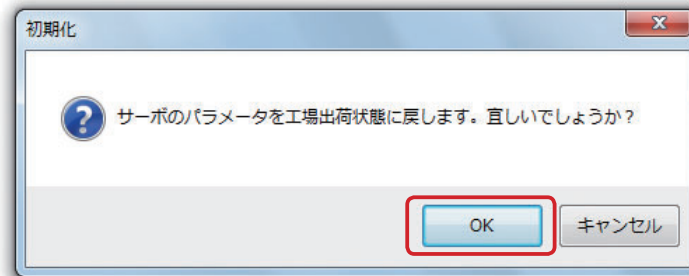 初期化
サーボのパラメータを工場出荷状態に戻します。宜しいでしょうか？
OK
キャンセル